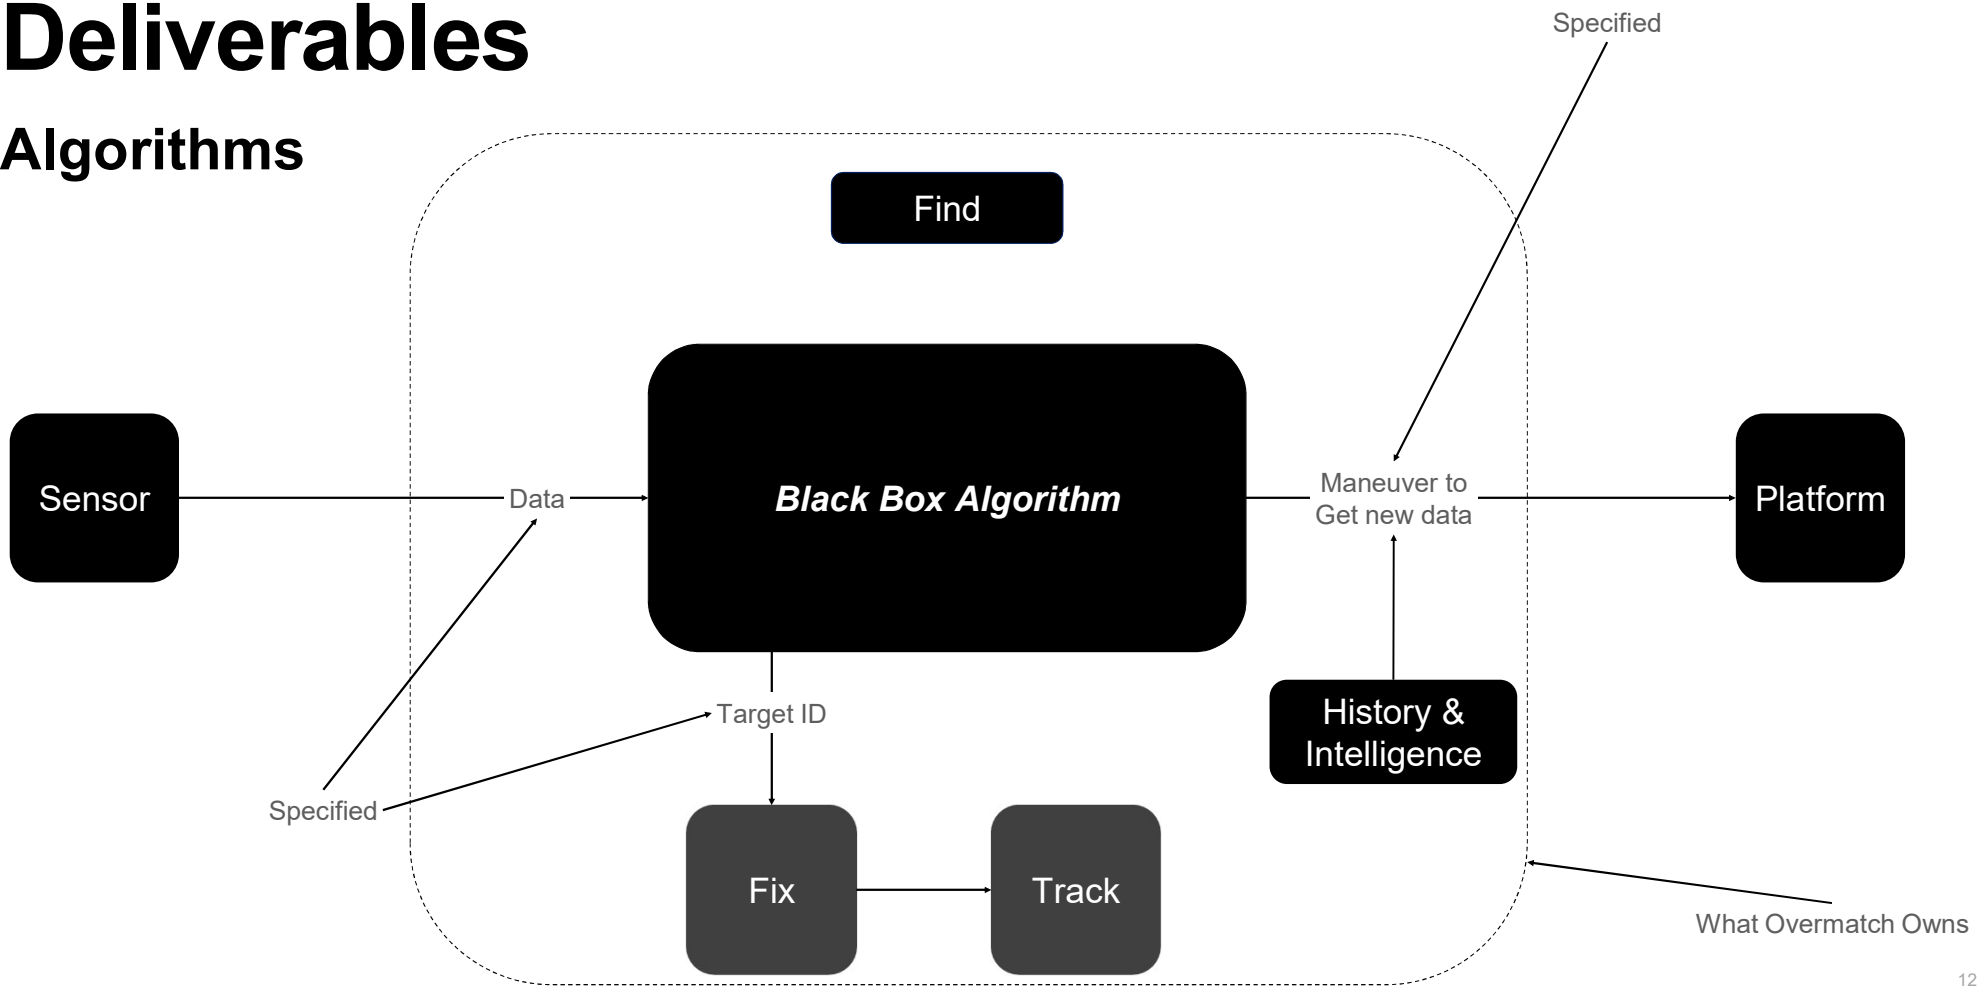 Deliverables
Specified
Algorithms
Find
Sensor
Data
Black Box Algorithm
Maneuver to
Get new data
Platform
Target ID
History &
Intelligence
Specified
Fix
Track
What Overmatch Owns
12